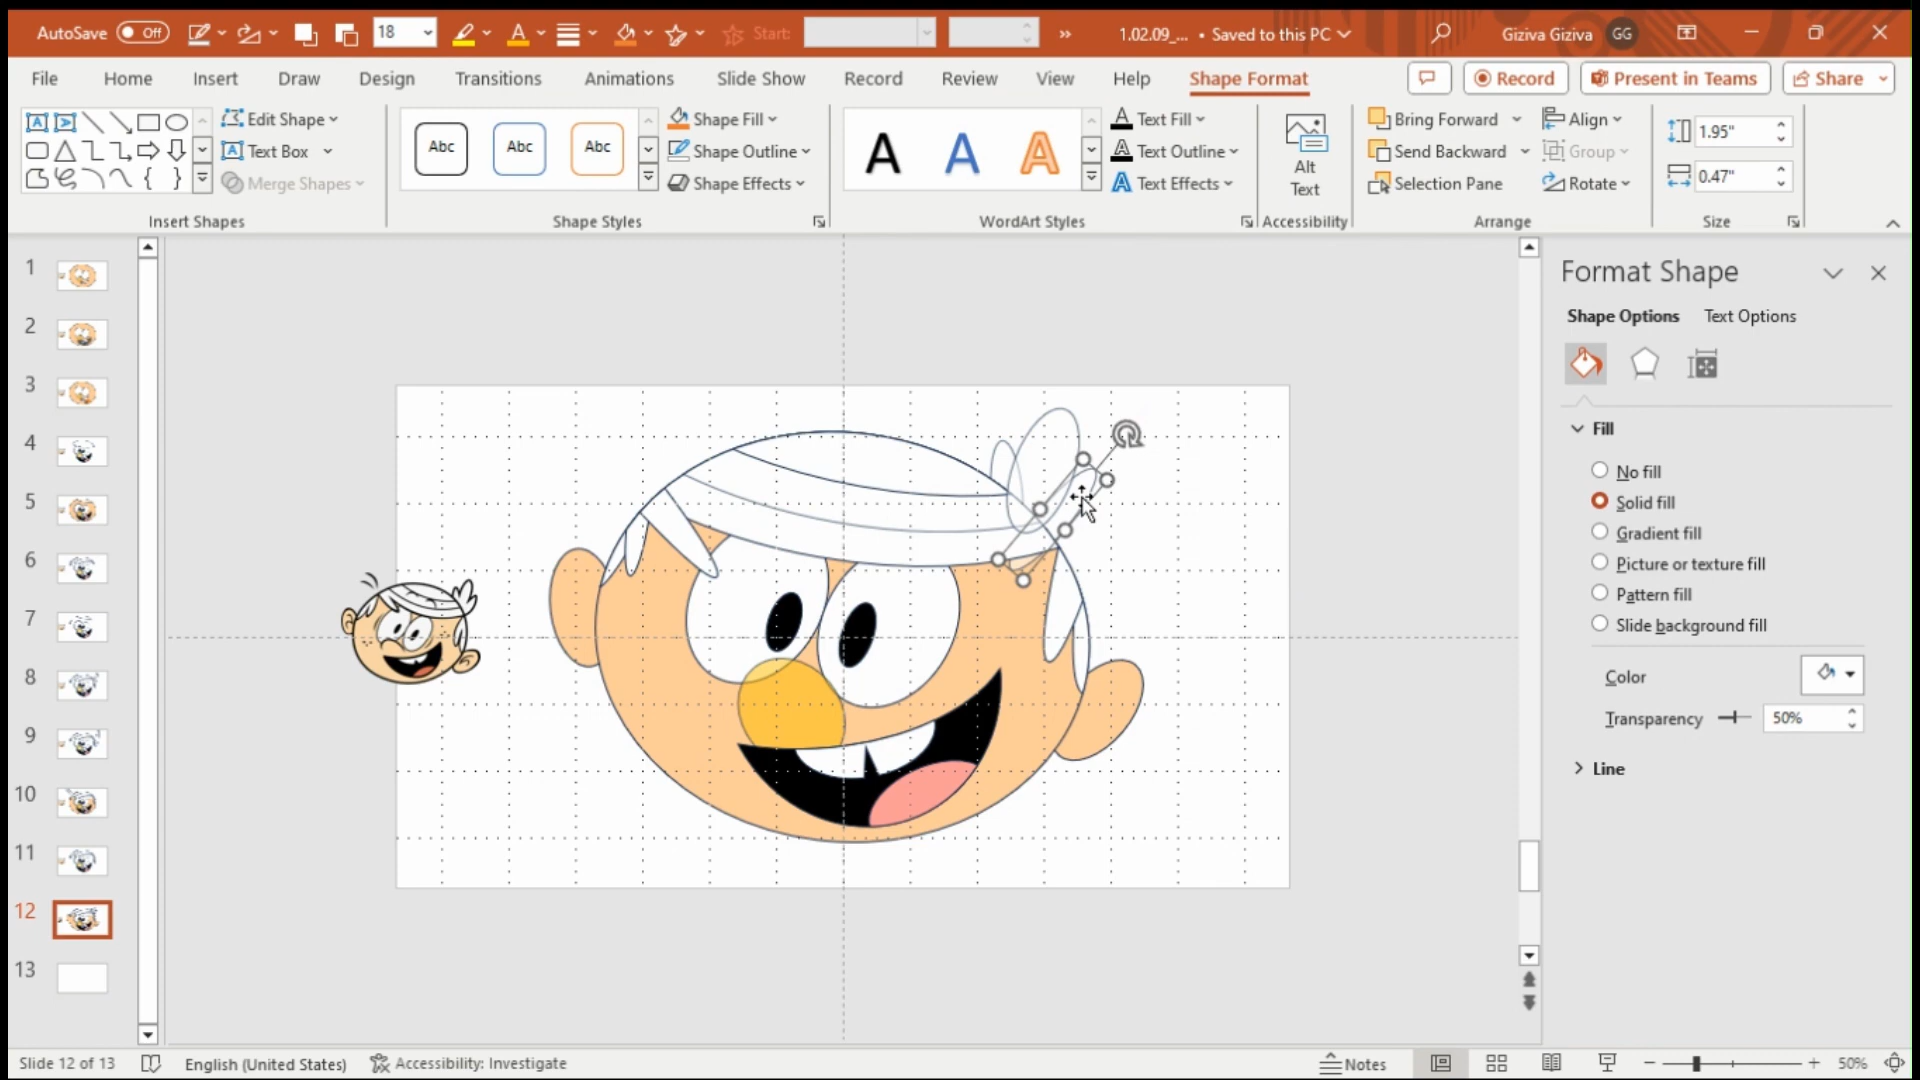 AutoSave Off 18 Start: 1.02.09_... • Saved to this PC Giziva Giziva GG
File Home Insert Draw Design Transitions Animations Slide Show Record Review View Help Shape Format Record Present in Teams Share
Edit Shape
Text Box
Merge Shapes
Insert Shapes
Abc Abc Abc
Shape Fill
Shape Outline
Shape Effects
Shape Styles
A A A
Text Fill
Text Outline
Text Effects
WordArt Styles
Alt
Text
Accessibility
Bring Forward
Send Backward
Selection Pane
Align
Group
Rotate
Arrange
1.95"
0.47"
Size
1
2
3
4
5
6
7
8
9
10
11
12
13
Format Shape
Shape Options Text Options
Fill
No fill
Solid fill
Gradient fill
Picture or texture fill
Pattern fill
Slide background fill
Color
Transparency 50%
Line
Slide 12 of 13 English (United States) Accessibility: Investigate Notes 50%